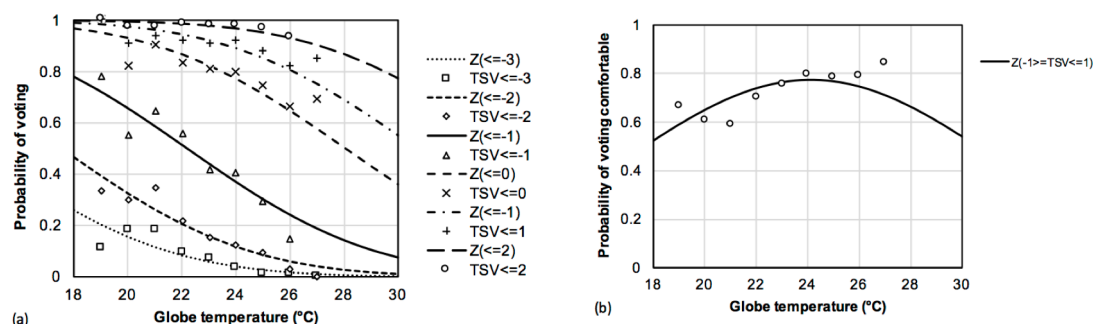 1
0.8
0.6
0.4
0.2
0
18 20 22 24 26 28 30
Probability of voting
Globe temperature (°C)
(a)
Z(<=-3)
TSV<=-3
Z(<=-2)
TSV<=-2
Z(<=-1)
TSV<=-1
Z(<=0)
TSV<=0
Z(<=-1)
TSV<=1
Z(<=2)
TSV<=2
1
0.8
0.6
0.4
0.2
0
18 20 22 24 26 28 30
Probability of voting comfortable
Globe temperature (°C)
(b)
Z(-1>=TSV<=1)